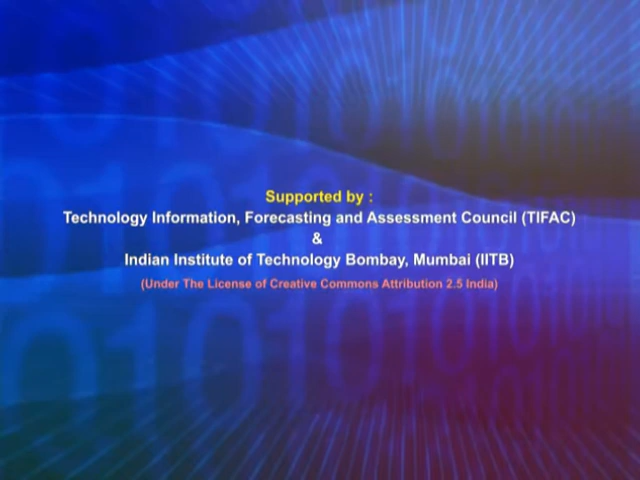 Supported by :
Technology Information, Forecasting and Assessment Council (TIFAC)
&
Indian Institute of Technology Bombay, Mumbai (IITB)
(Under The License of Creative Commons Attribution 2.5 India)